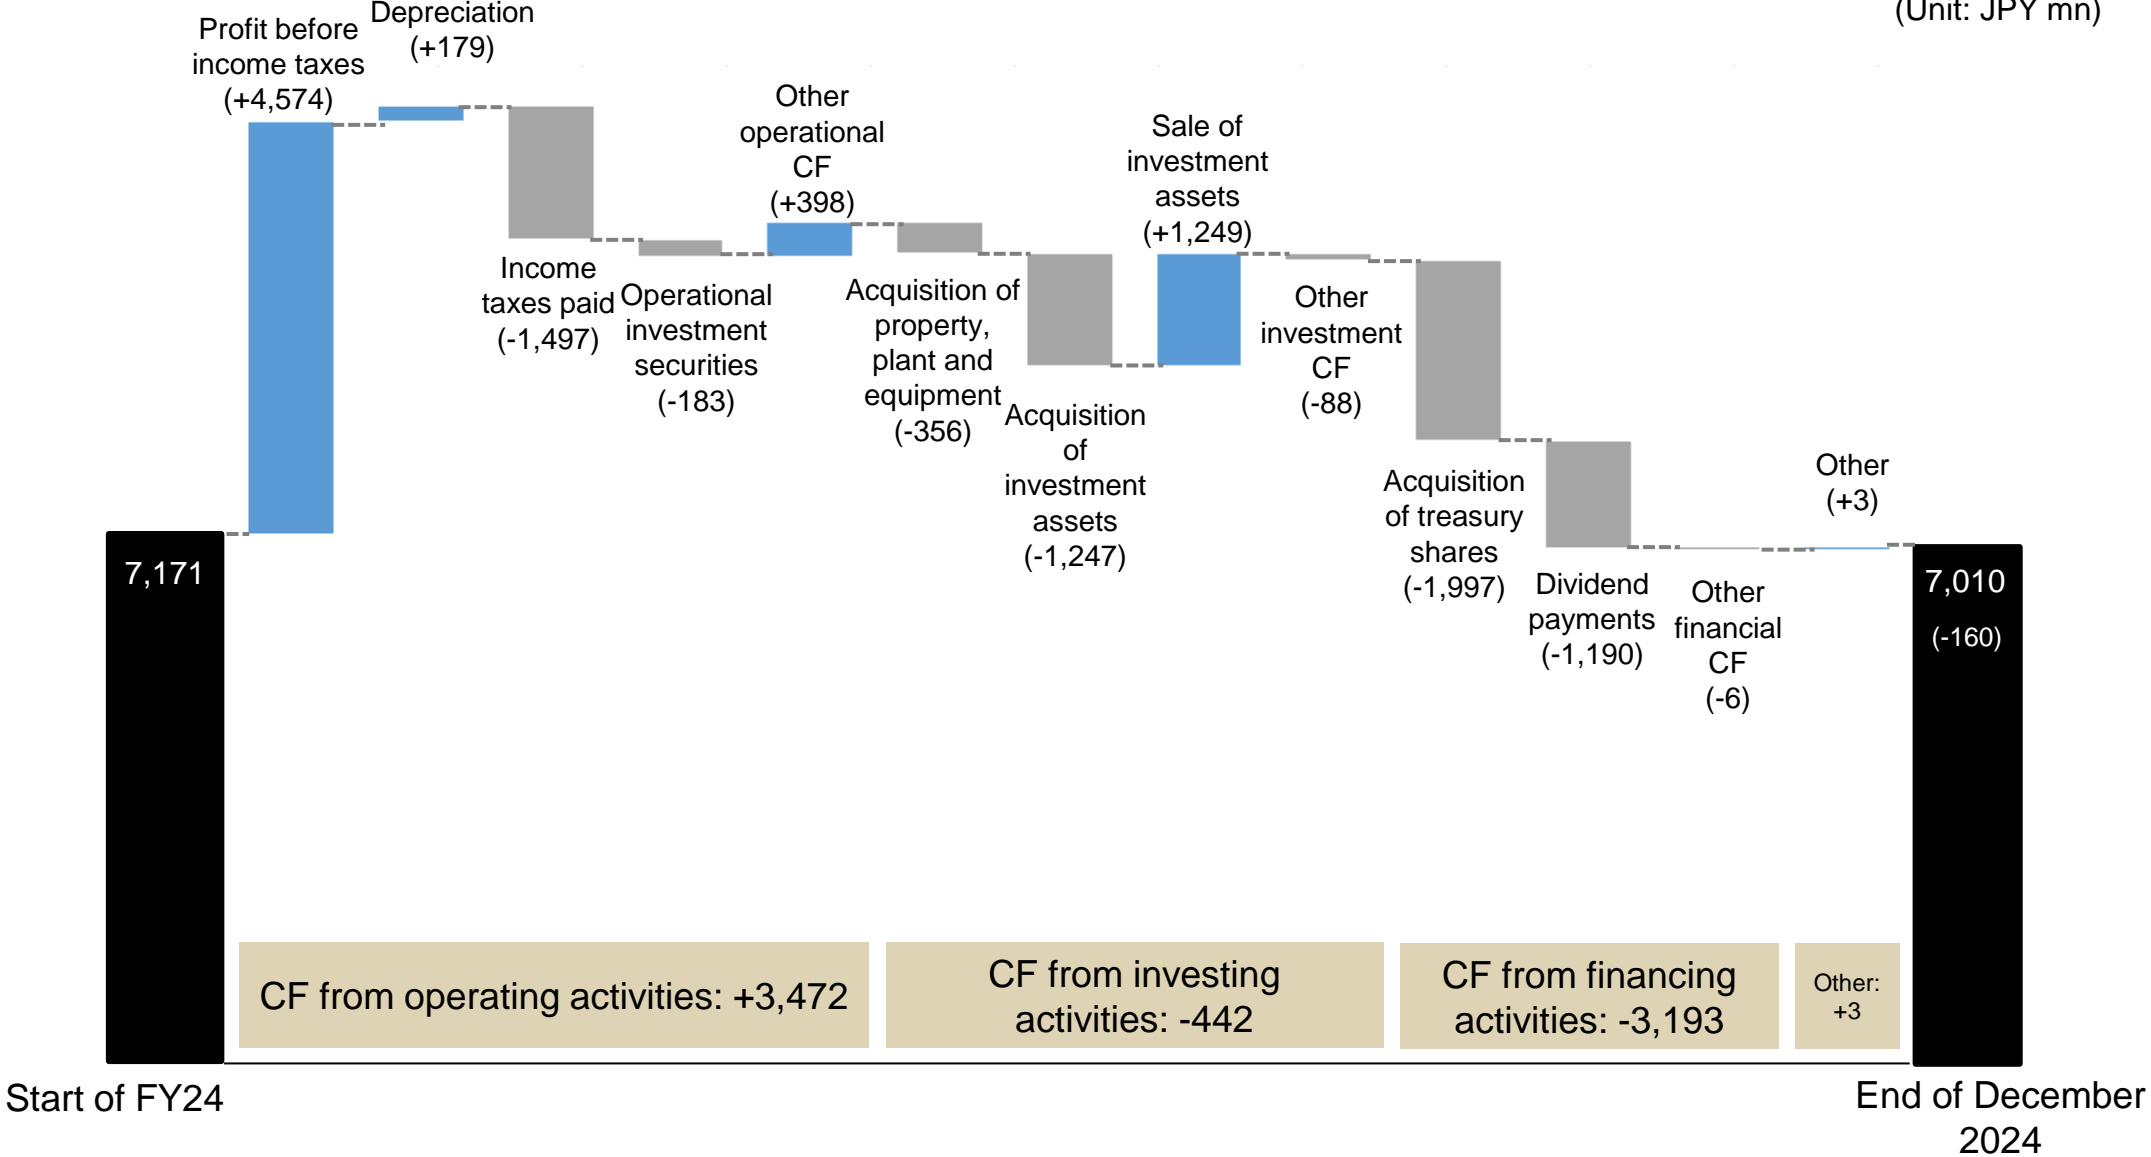 (Unit: JPY mn)
Profit before
income taxes
(+4,574)
Depreciation
(+179)
Income
taxes paid
(-1,497)
Operational
investment
securities
(-183)
Other
operational
CF
(+398)
Acquisition of
property,
plant and
equipment
(-356)
Acquisition
of
investment
assets
(-1,247)
Sale of
investment
assets
(+1,249)
Other
investment
CF
(-88)
Acquisition
of treasury
shares
(-1,997)
Dividend
payments
(-1,190)
Other
financial
CF
(-6)
Other
(+3)
7,171
7,010
(-160)
CF from operating activities: +3,472
CF from investing
activities: -442
CF from financing
activities: -3,193
Other:
+3
Start of FY24
End of December
2024